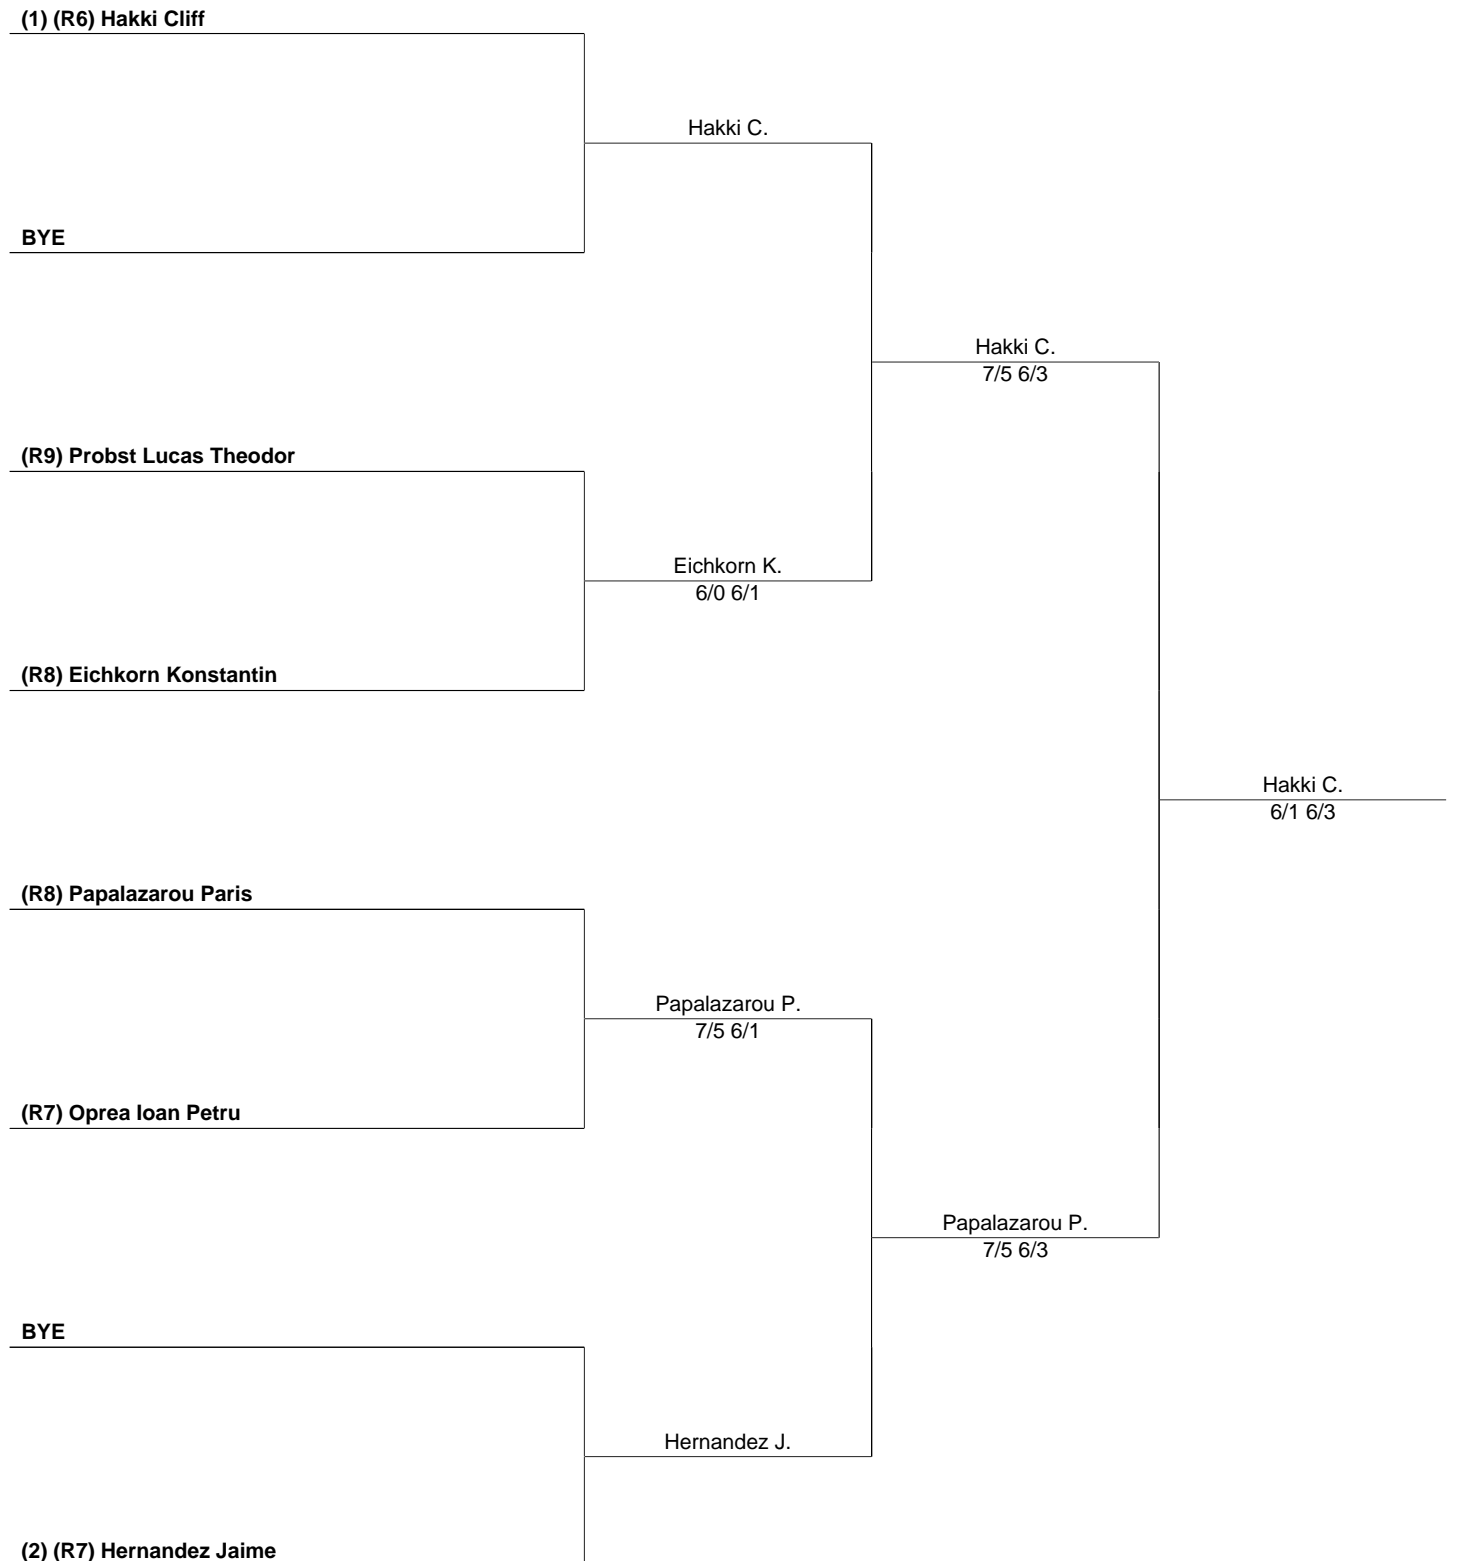 (1) (R6) Hakki Cliff
Hakki C.
BYE
Hakki C.
7/5 6/3
(R9) Probst Lucas Theodor
Eichkorn K.
6/0 6/1
(R8) Eichkorn Konstantin
Hakki C.
6/1 6/3
(R8) Papalazarou Paris
Papalazarou P.
7/5 6/1
(R7) Oprea Ioan Petru
Papalazarou P.
7/5 6/3
BYE
Hernandez J.
(2) (R7) Hernandez Jaime